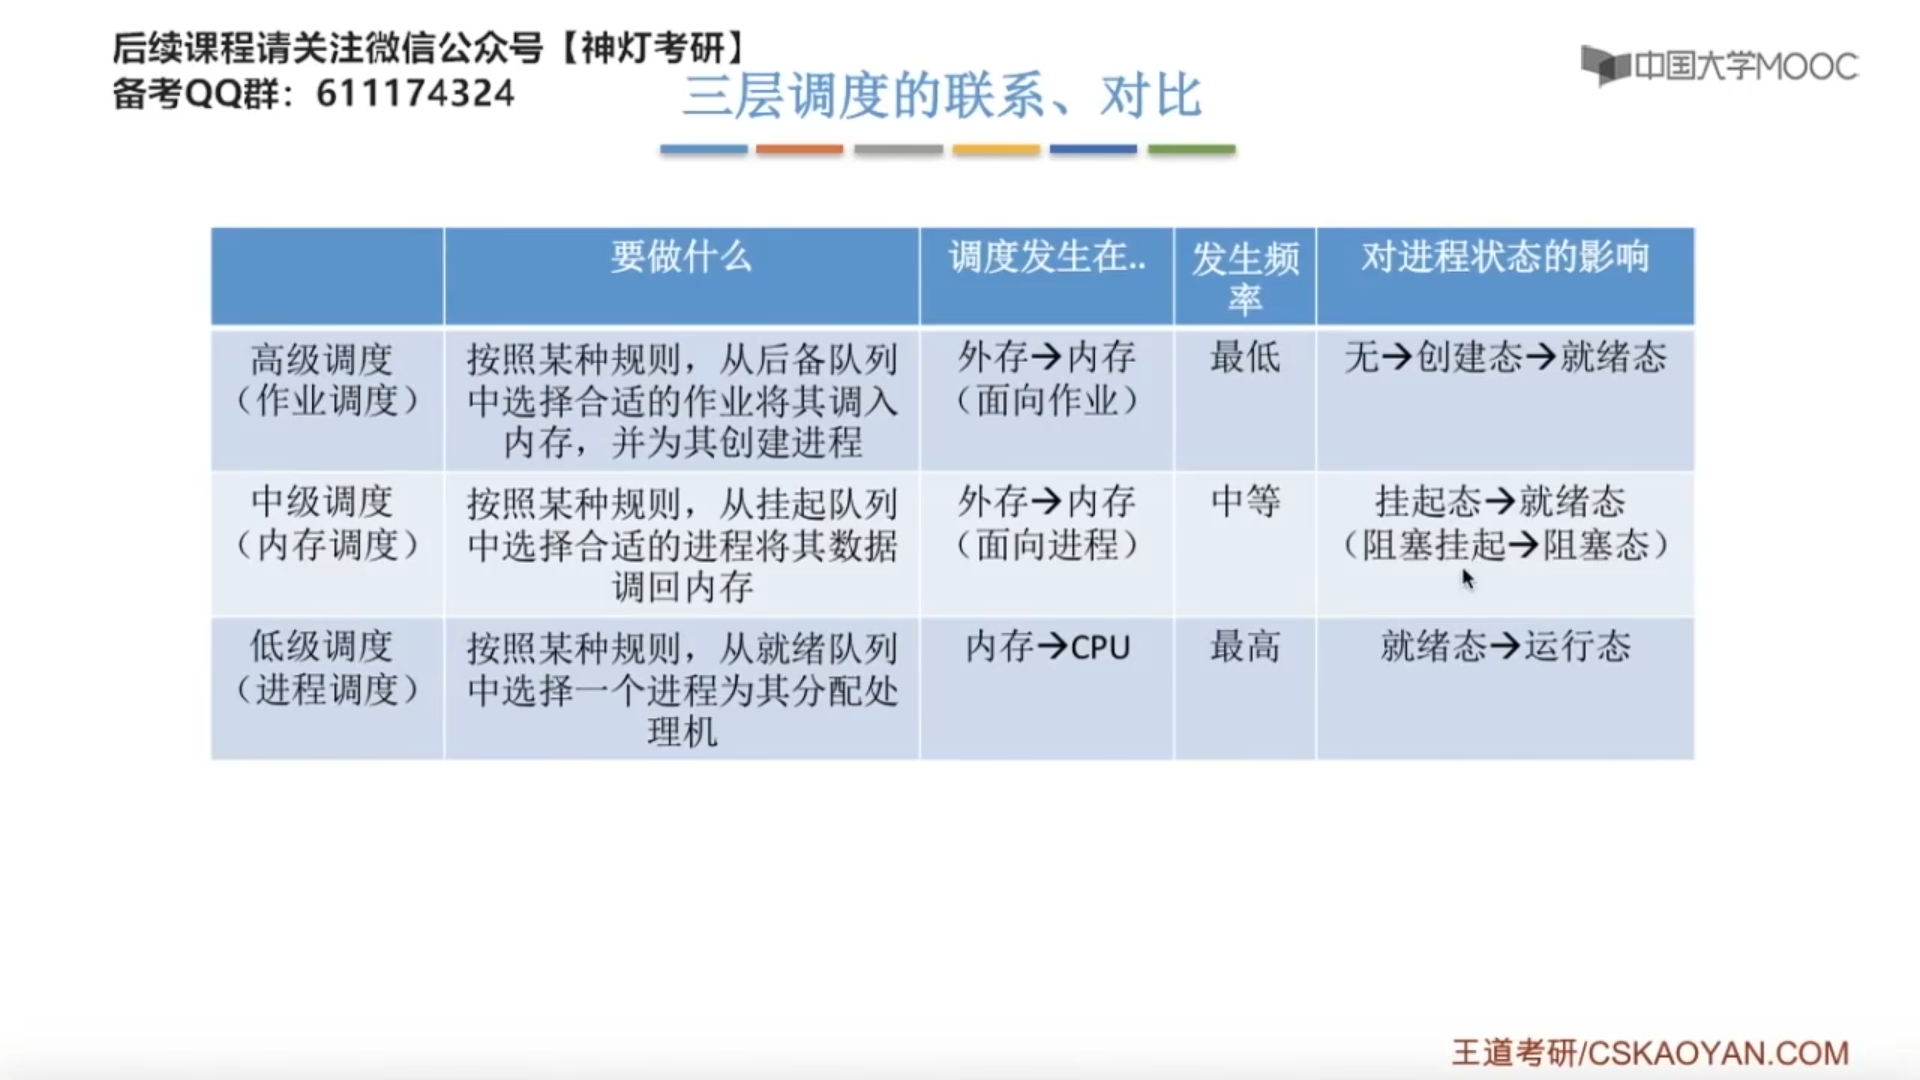 后续课程请关注微信公众号【神灯考研】
备考QQ群：611174324
中国大学MOOC
三层调度的联系、对比
要做什么
调度发生在..
发生频
率
对进程状态的影响
高级调度
（作业调度）
按照某种规则，从后备队列
中选择合适的作业将其调入
内存，并为其创建进程
外存→内存
（面向作业）
最低
无→创建态→就绪态
中级调度
（内存调度）
按照某种规则，从挂起队列
中选择合适的进程将其数据
调回内存
外存→内存
（面向进程）
中等
挂起态→就绪态
（阻塞挂起→阻塞态）
低级调度
（进程调度）
按照某种规则，从就绪队列
中选择一个进程为其分配处
理机
内存→CPU
最高
就绪态→运行态
王道考研/CSKAOYAN.COM